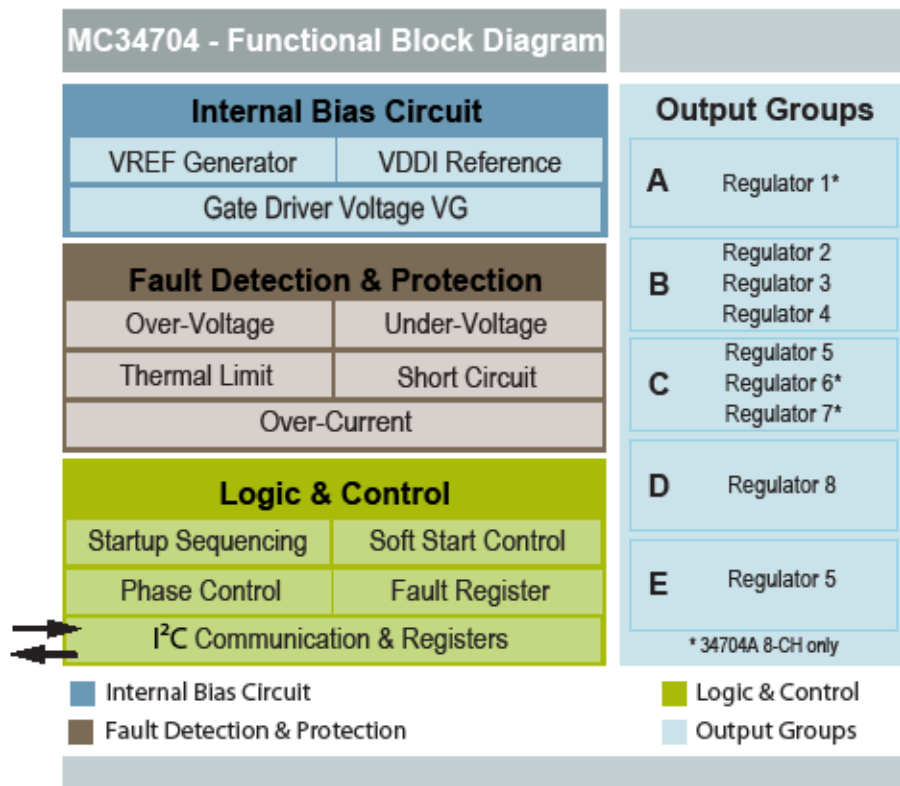 MC34704 - Functional Block Diagram
Internal Bias Circuit
VREF Generator
VDDI Reference
Gate Driver Voltage VG
Fault Detection & Protection
Over-Voltage
Under-Voltage
Thermal Limit
Short Circuit
Over-Current
Logic & Control
Startup Sequencing
Soft Start Control
Phase Control
Fault Register
I²C Communication & Registers
Output Groups
A
Regulator 1*
B
Regulator 2
Regulator 3
Regulator 4
C
Regulator 5
Regulator 6*
Regulator 7*
D
Regulator 8
E
Regulator 5
* 34704A 8-CH only
Internal Bias Circuit
Fault Detection & Protection
Logic & Control
Output Groups